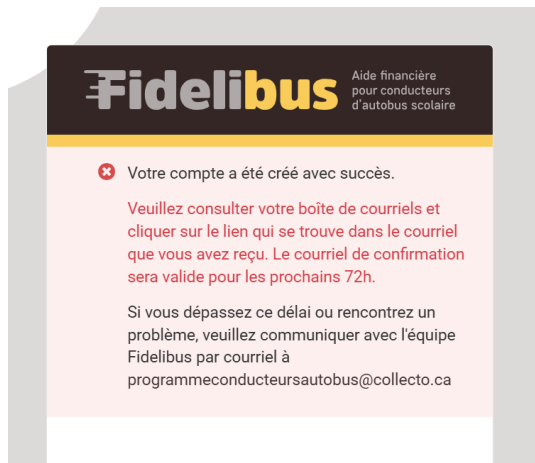 Fidelibus
Aide financière
pour conducteurs
d'autobus scolaire
Votre compte a été créé avec succès.
Veuillez consulter votre boîte de courriels et
cliquer sur le lien qui se trouve dans le courriel
que vous avez reçu. Le courriel de confirmation
sera valide pour les prochains 72h.
Si vous dépassez ce délai ou rencontrez un
problème, veuillez communiquer avec l'équipe
Fidelibus par courriel à
programmeconducteursautobus@collecto.ca